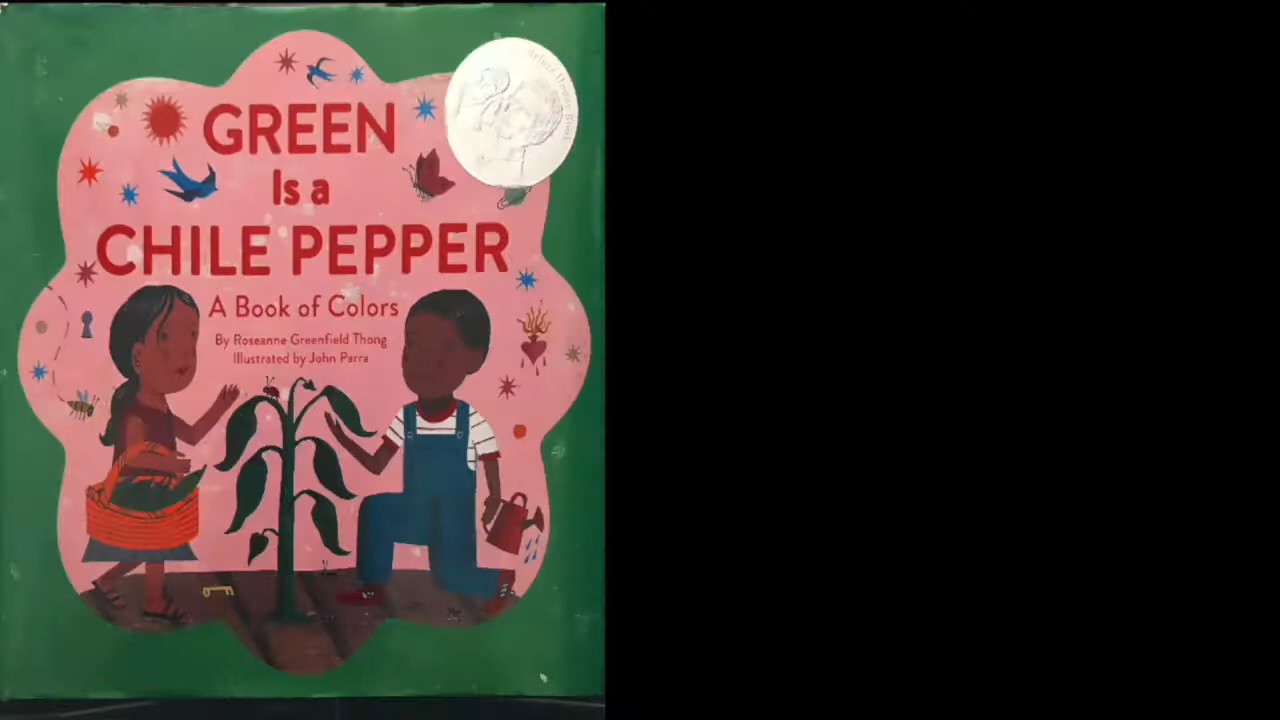 GREEN
Is a
CHILE PEPPER
A Book of Colors
By Roseanne Greenfield Thong
Illustrated by John Parra